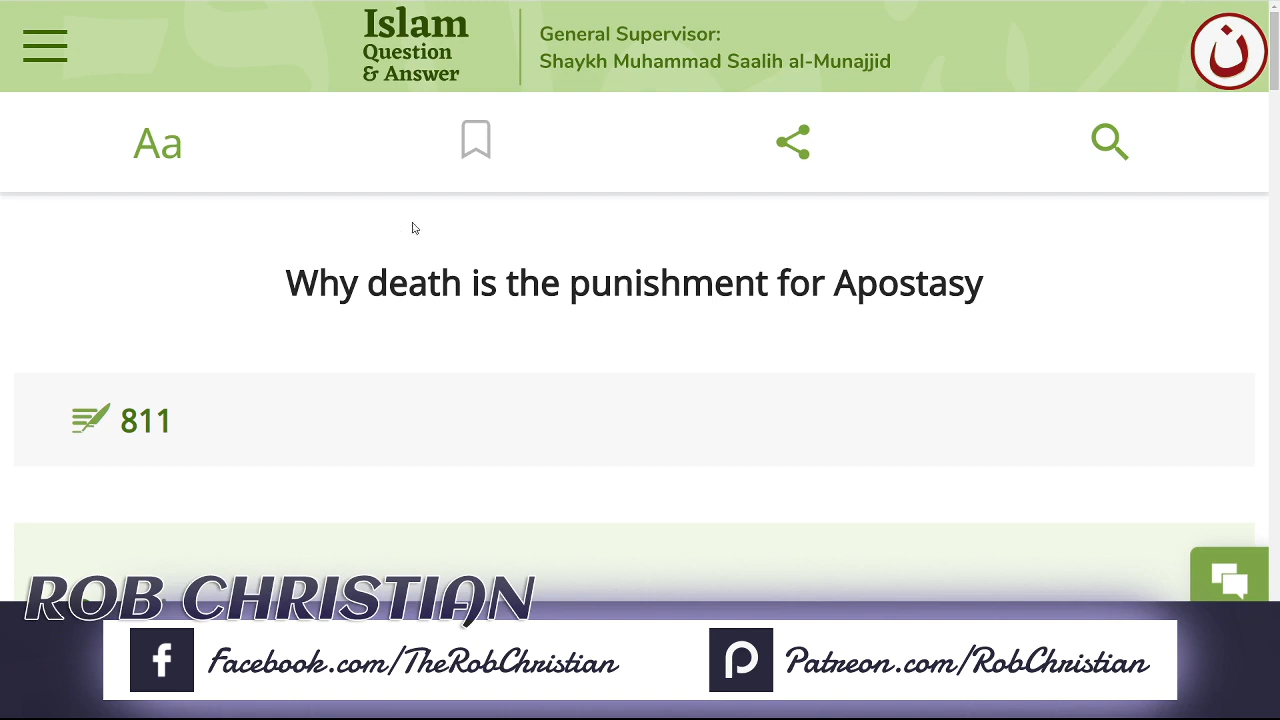 Islam
Question
& Answer
General Supervisor:
Shaykh Muhammad Saalih al-Munajjid
ن
Aa
Why death is the punishment for Apostasy
811
ROB CHRISTIAN
Facebook.com/TheRobChristian
Patreon.com/RobChristian